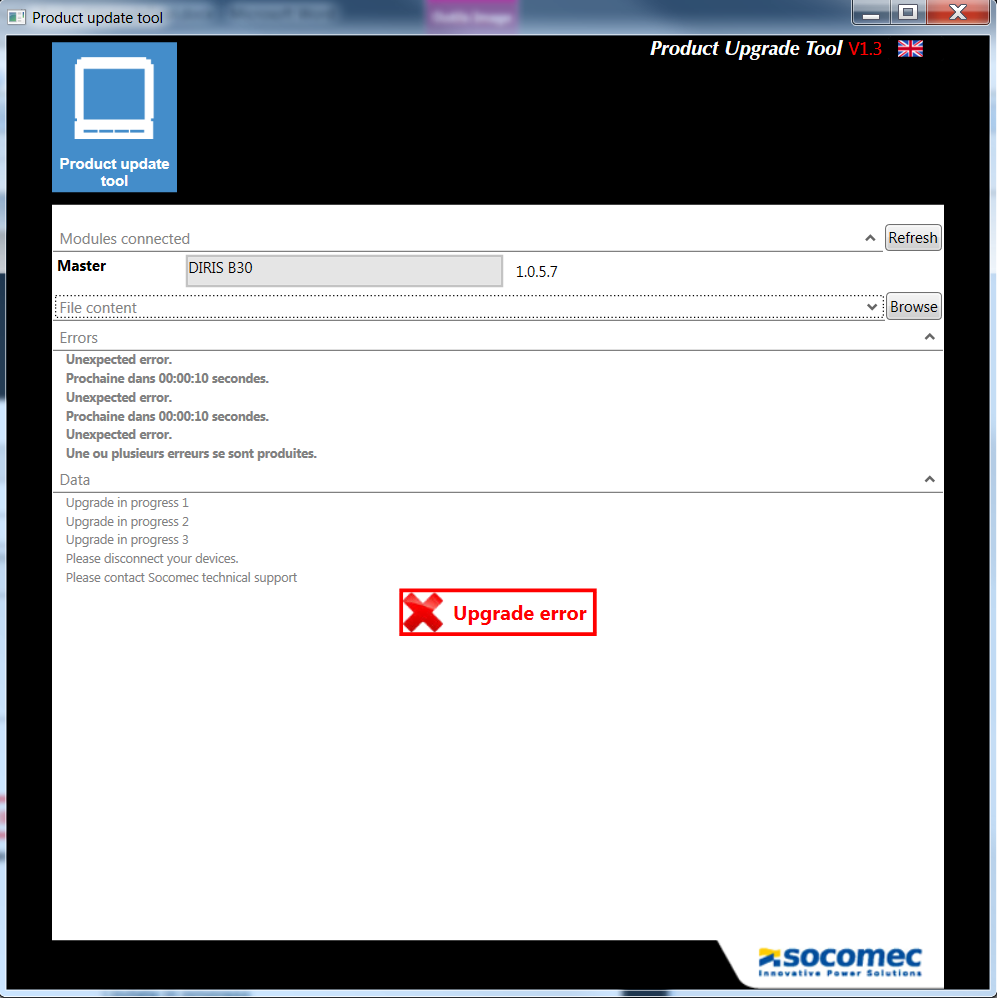 Product update tool
Product Upgrade Tool V1.3
Product update
tool
Modules connected
Refresh
Master
DIRIS B30
1.0.5.7
File content
Browse
Errors
Unexpected error.
Prochaine dans 00:00:10 secondes.
Unexpected error.
Prochaine dans 00:00:10 secondes.
Unexpected error.
Une ou plusieurs erreurs se sont produites.
Data
Upgrade in progress 1
Upgrade in progress 2
Upgrade in progress 3
Please disconnect your devices.
Please contact Socomec technical support
Upgrade error
socomec
Innovative Power Solutions